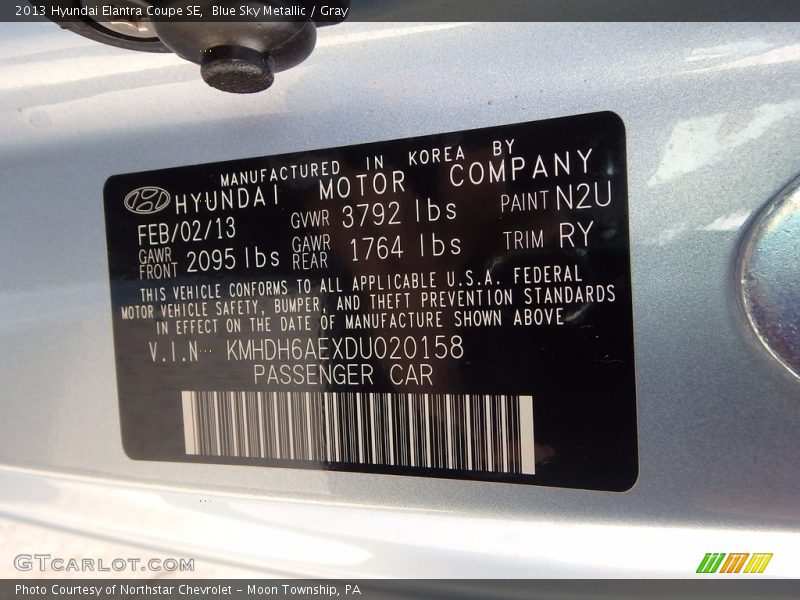 2013 Hyundai Elantra Coupe SE,  Blue Sky Metallic / Gray
MANUFACTURED IN KOREA BY
HYUNDAI MOTOR COMPANY
FEB/02/13 GVWR 3792 lbs PAINT N2U
GAWR FRONT 2095 lbs GAWR REAR 1764 lbs TRIM RY
THIS VEHICLE CONFORMS TO ALL APPLICABLE U.S.A. FEDERAL
MOTOR VEHICLE SAFETY, BUMPER, AND THEFT PREVENTION STANDARDS
IN EFFECT ON THE DATE OF MANUFACTURE SHOWN ABOVE
V.I.N KMHDH6AEXDU020158
PASSENGER CAR
GTCARLOT.COM
Photo Courtesy of Northstar Chevrolet – Moon Township, PA